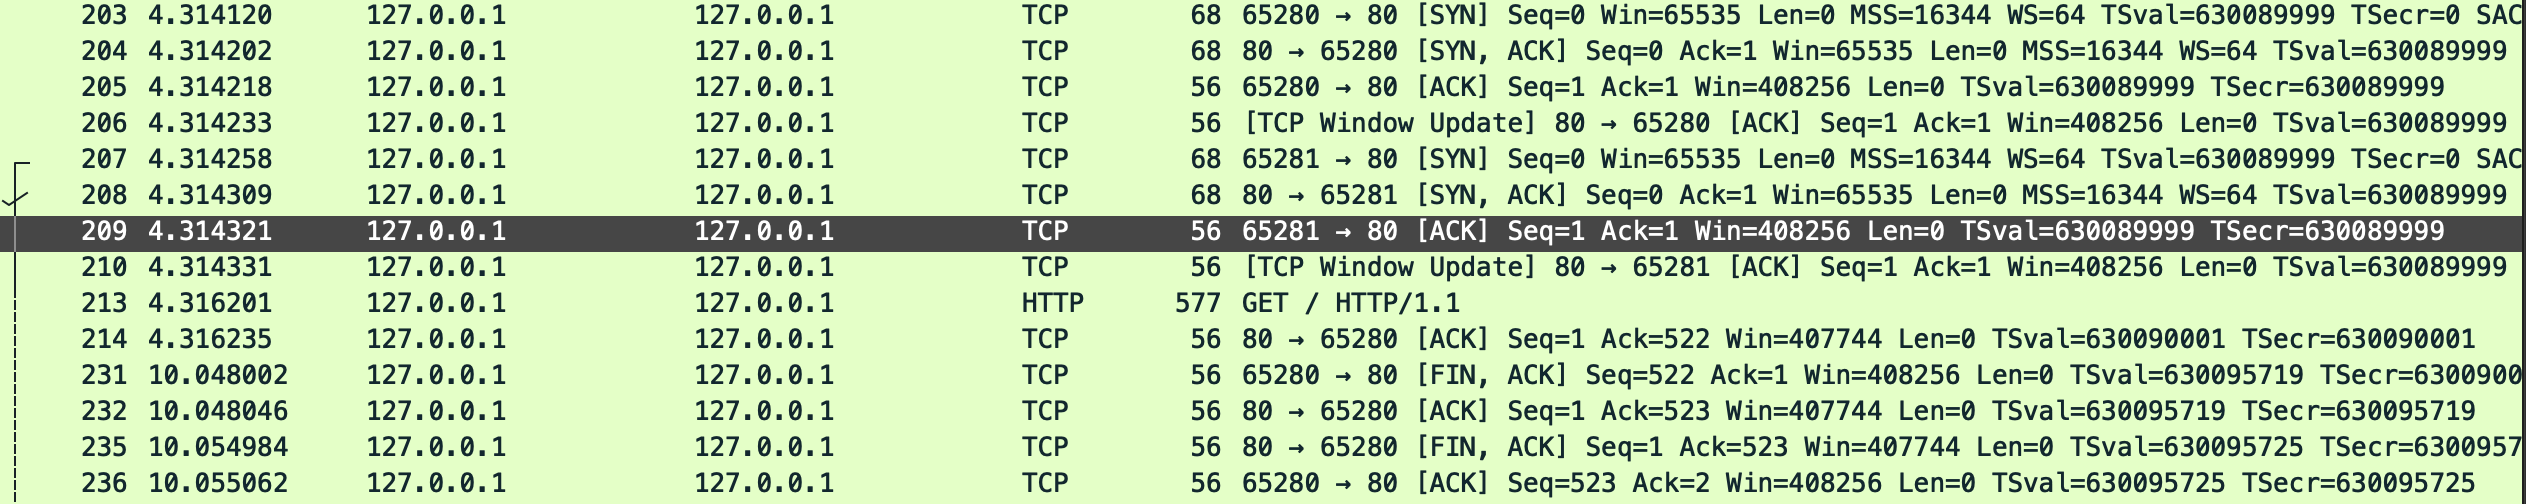 203 4.314120 127.0.0.1 127.0.0.1 TCP 68 65280 → 80 [SYN] Seq=0 Win=65535 Len=0 MSS=16344 WS=64 TSval=630089999 TSecr=0 SAC
204 4.314202 127.0.0.1 127.0.0.1 TCP 68 80 → 65280 [SYN, ACK] Seq=0 Ack=1 Win=65535 Len=0 MSS=16344 WS=64 TSval=630089999
205 4.314218 127.0.0.1 127.0.0.1 TCP 56 65280 → 80 [ACK] Seq=1 Ack=1 Win=408256 Len=0 TSval=630089999 TSecr=630089999
206 4.314233 127.0.0.1 127.0.0.1 TCP 56 [TCP Window Update] 80 → 65280 [ACK] Seq=1 Ack=1 Win=408256 Len=0 TSval=630089999
207 4.314258 127.0.0.1 127.0.0.1 TCP 68 65281 → 80 [SYN] Seq=0 Win=65535 Len=0 MSS=16344 WS=64 TSval=630089999 TSecr=0 SAC
208 4.314309 127.0.0.1 127.0.0.1 TCP 68 80 → 65281 [SYN, ACK] Seq=0 Ack=1 Win=65535 Len=0 MSS=16344 WS=64 TSval=630089999
209 4.314321 127.0.0.1 127.0.0.1 TCP 56 65281 → 80 [ACK] Seq=1 Ack=1 Win=408256 Len=0 TSval=630089999 TSecr=630089999
210 4.314331 127.0.0.1 127.0.0.1 TCP 56 [TCP Window Update] 80 → 65281 [ACK] Seq=1 Ack=1 Win=408256 Len=0 TSval=630089999
213 4.316201 127.0.0.1 127.0.0.1 HTTP 577 GET / HTTP/1.1
214 4.316235 127.0.0.1 127.0.0.1 TCP 56 80 → 65280 [ACK] Seq=1 Ack=522 Win=407744 Len=0 TSval=630090001 TSecr=630090001
231 10.048002 127.0.0.1 127.0.0.1 TCP 56 65280 → 80 [FIN, ACK] Seq=522 Ack=1 Win=408256 Len=0 TSval=630095719 TSecr=6300900
232 10.048046 127.0.0.1 127.0.0.1 TCP 56 80 → 65280 [ACK] Seq=1 Ack=523 Win=407744 Len=0 TSval=630095719 TSecr=630095719
235 10.054984 127.0.0.1 127.0.0.1 TCP 56 80 → 65280 [FIN, ACK] Seq=1 Ack=523 Win=407744 Len=0 TSval=630095725 TSecr=6300957
236 10.055062 127.0.0.1 127.0.0.1 TCP 56 65280 → 80 [ACK] Seq=523 Ack=2 Win=408256 Len=0 TSval=630095725 TSecr=630095725